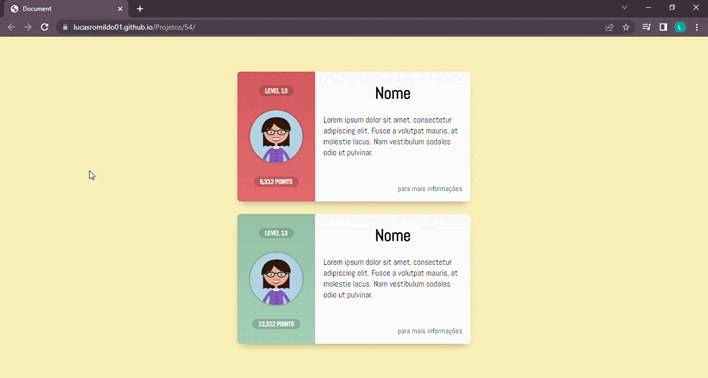 Document
lucasromildo01.github.io/Projetos/54/
L
LEVEL 13
Nome
Lorem ipsum dolor sit amet, consectetur
adipiscing elit. Fusce a volutpat mauris, at
molestie lacus. Nam vestibulum sodales
odio ut pulvinar.
5,312 POINTS
para mais informações
LEVEL 13
Nome
Lorem ipsum dolor sit amet, consectetur
adipiscing elit. Fusce a volutpat mauris, at
molestie lacus. Nam vestibulum sodales
odio ut pulvinar.
12,312 POINTS
para mais informações